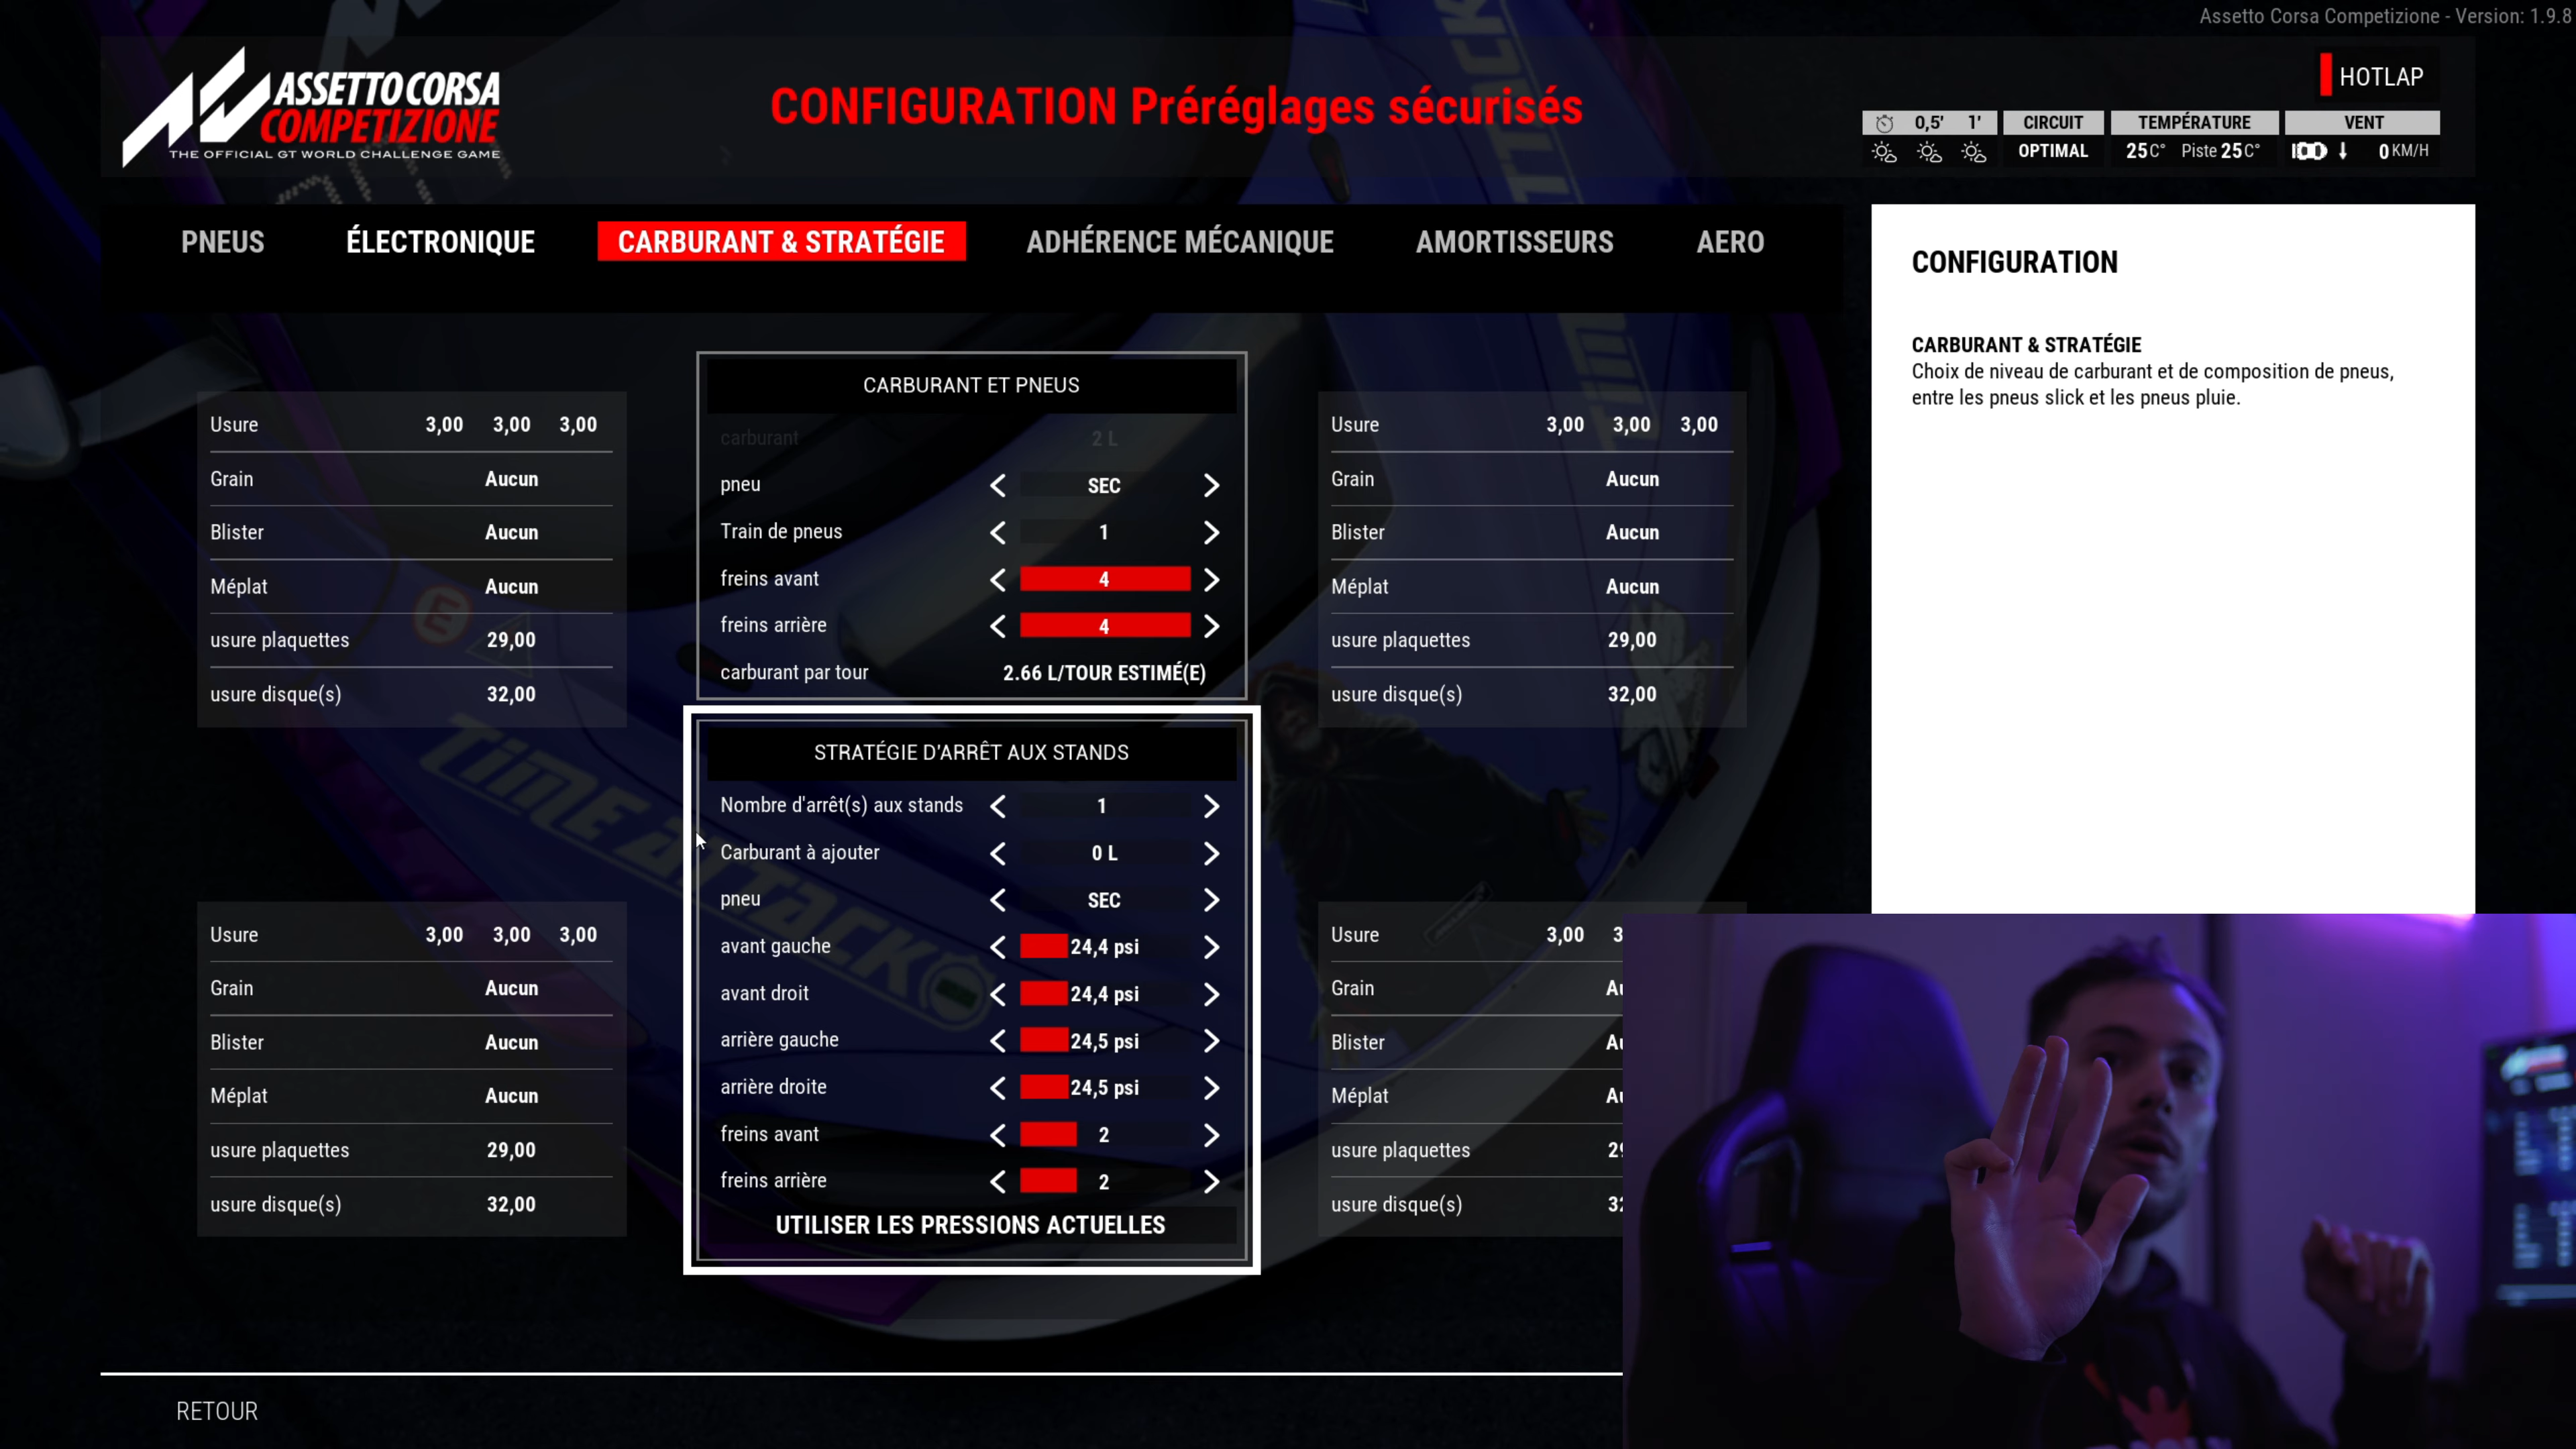 Assetto Corsa Competizione - Version: 1.9.8
ASSETTO CORSA
COMPETIZIONE
THE OFFICIAL GT WORLD CHALLENGE GAME
CONFIGURATION Préréglages sécurisés
HOTLAP
0,5' 1' CIRCUIT TEMPÉRATURE VENT
OPTIMAL 25 C° Piste 25 C° 0 KM/H
PNEUS ÉLECTRONIQUE CARBURANT & STRATÉGIE ADHÉRENCE MÉCANIQUE AMORTISSEURS AERO
Usure 3,00 3,00 3,00
Grain Aucun
Blister Aucun
Méplat Aucun
usure plaquettes 29,00
usure disque(s) 32,00
CARBURANT ET PNEUS
carburant 2 L
pneu SEC
Train de pneus 1
freins avant 4
freins arrière 4
carburant par tour 2.66 L/TOUR ESTIMÉ(E)
Usure 3,00 3,00 3,00
Grain Aucun
Blister Aucun
Méplat Aucun
usure plaquettes 29,00
usure disque(s) 32,00
CONFIGURATION
CARBURANT & STRATÉGIE
Choix de niveau de carburant et de composition de pneus,
entre les pneus slick et les pneus pluie.
Usure 3,00 3,00 3,00
Grain Aucun
Blister Aucun
Méplat Aucun
usure plaquettes 29,00
usure disque(s) 32,00
STRATÉGIE D'ARRÊT AUX STANDS
Nombre d'arrêt(s) aux stands 1
Carburant à ajouter 0 L
pneu SEC
avant gauche 24,4 psi
avant droit 24,4 psi
arrière gauche 24,5 psi
arrière droite 24,5 psi
freins avant 2
freins arrière 2
UTILISER LES PRESSIONS ACTUELLES
Usure 3,00
Grain
Blister
Méplat
usure plaquettes
usure disque(s)
TIME ATTACK
RETOUR